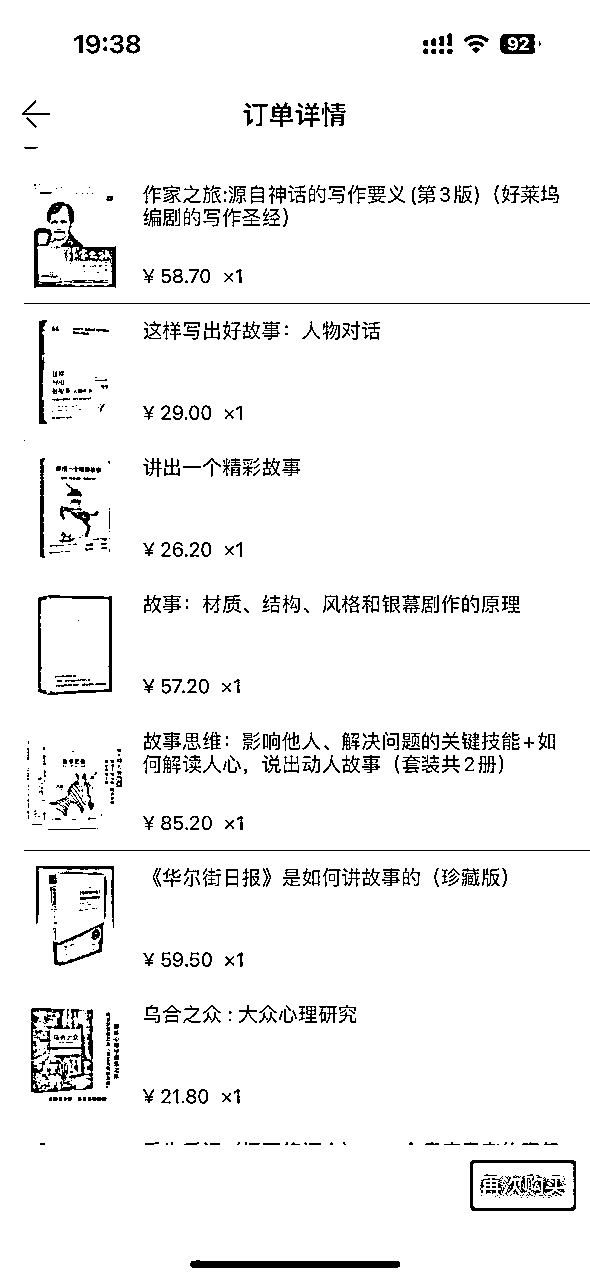 19:38
92
订单详情
作家之旅:源自神话的写作要义(第3版)（好莱坞
编剧的写作圣经）
¥ 58.70 ×1
这样写出好故事：人物对话
¥ 29.00 ×1
讲出一个精彩故事
¥ 26.20 ×1
故事：材质、结构、风格和银幕剧作的原理
¥ 57.20 ×1
故事思维：影响他人、解决问题的关键技能+如
何解读人心，说出动人故事（套装共2册）
¥ 85.20 ×1
《华尔街日报》是如何讲故事的（珍藏版）
¥ 59.50 ×1
乌合之众
乌合之众 : 大众心理研究
¥ 21.80 ×1
再次购买